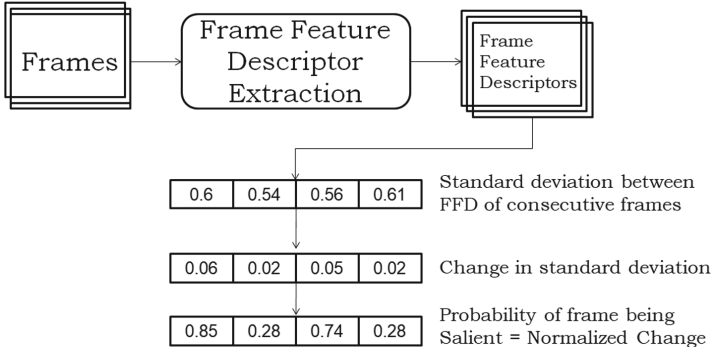 Frames
Frame Feature
Descriptor
Extraction
Frame
Feature
Descriptors
0.6 0.54 0.56 0.61
Standard deviation between
FFD of consecutive frames
0.06 0.02 0.05 0.02
Change in standard deviation
0.85 0.28 0.74 0.28
Probability of frame being
Salient = Normalized Change